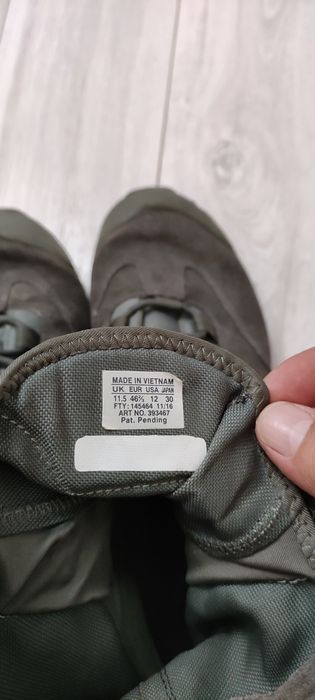 MADE IN VIETNAM
UK EUR USA JAPAN
11.5 46⅔ 12 30
FTY: 145464 11/16
ART NO. 393467
Pat. Pending